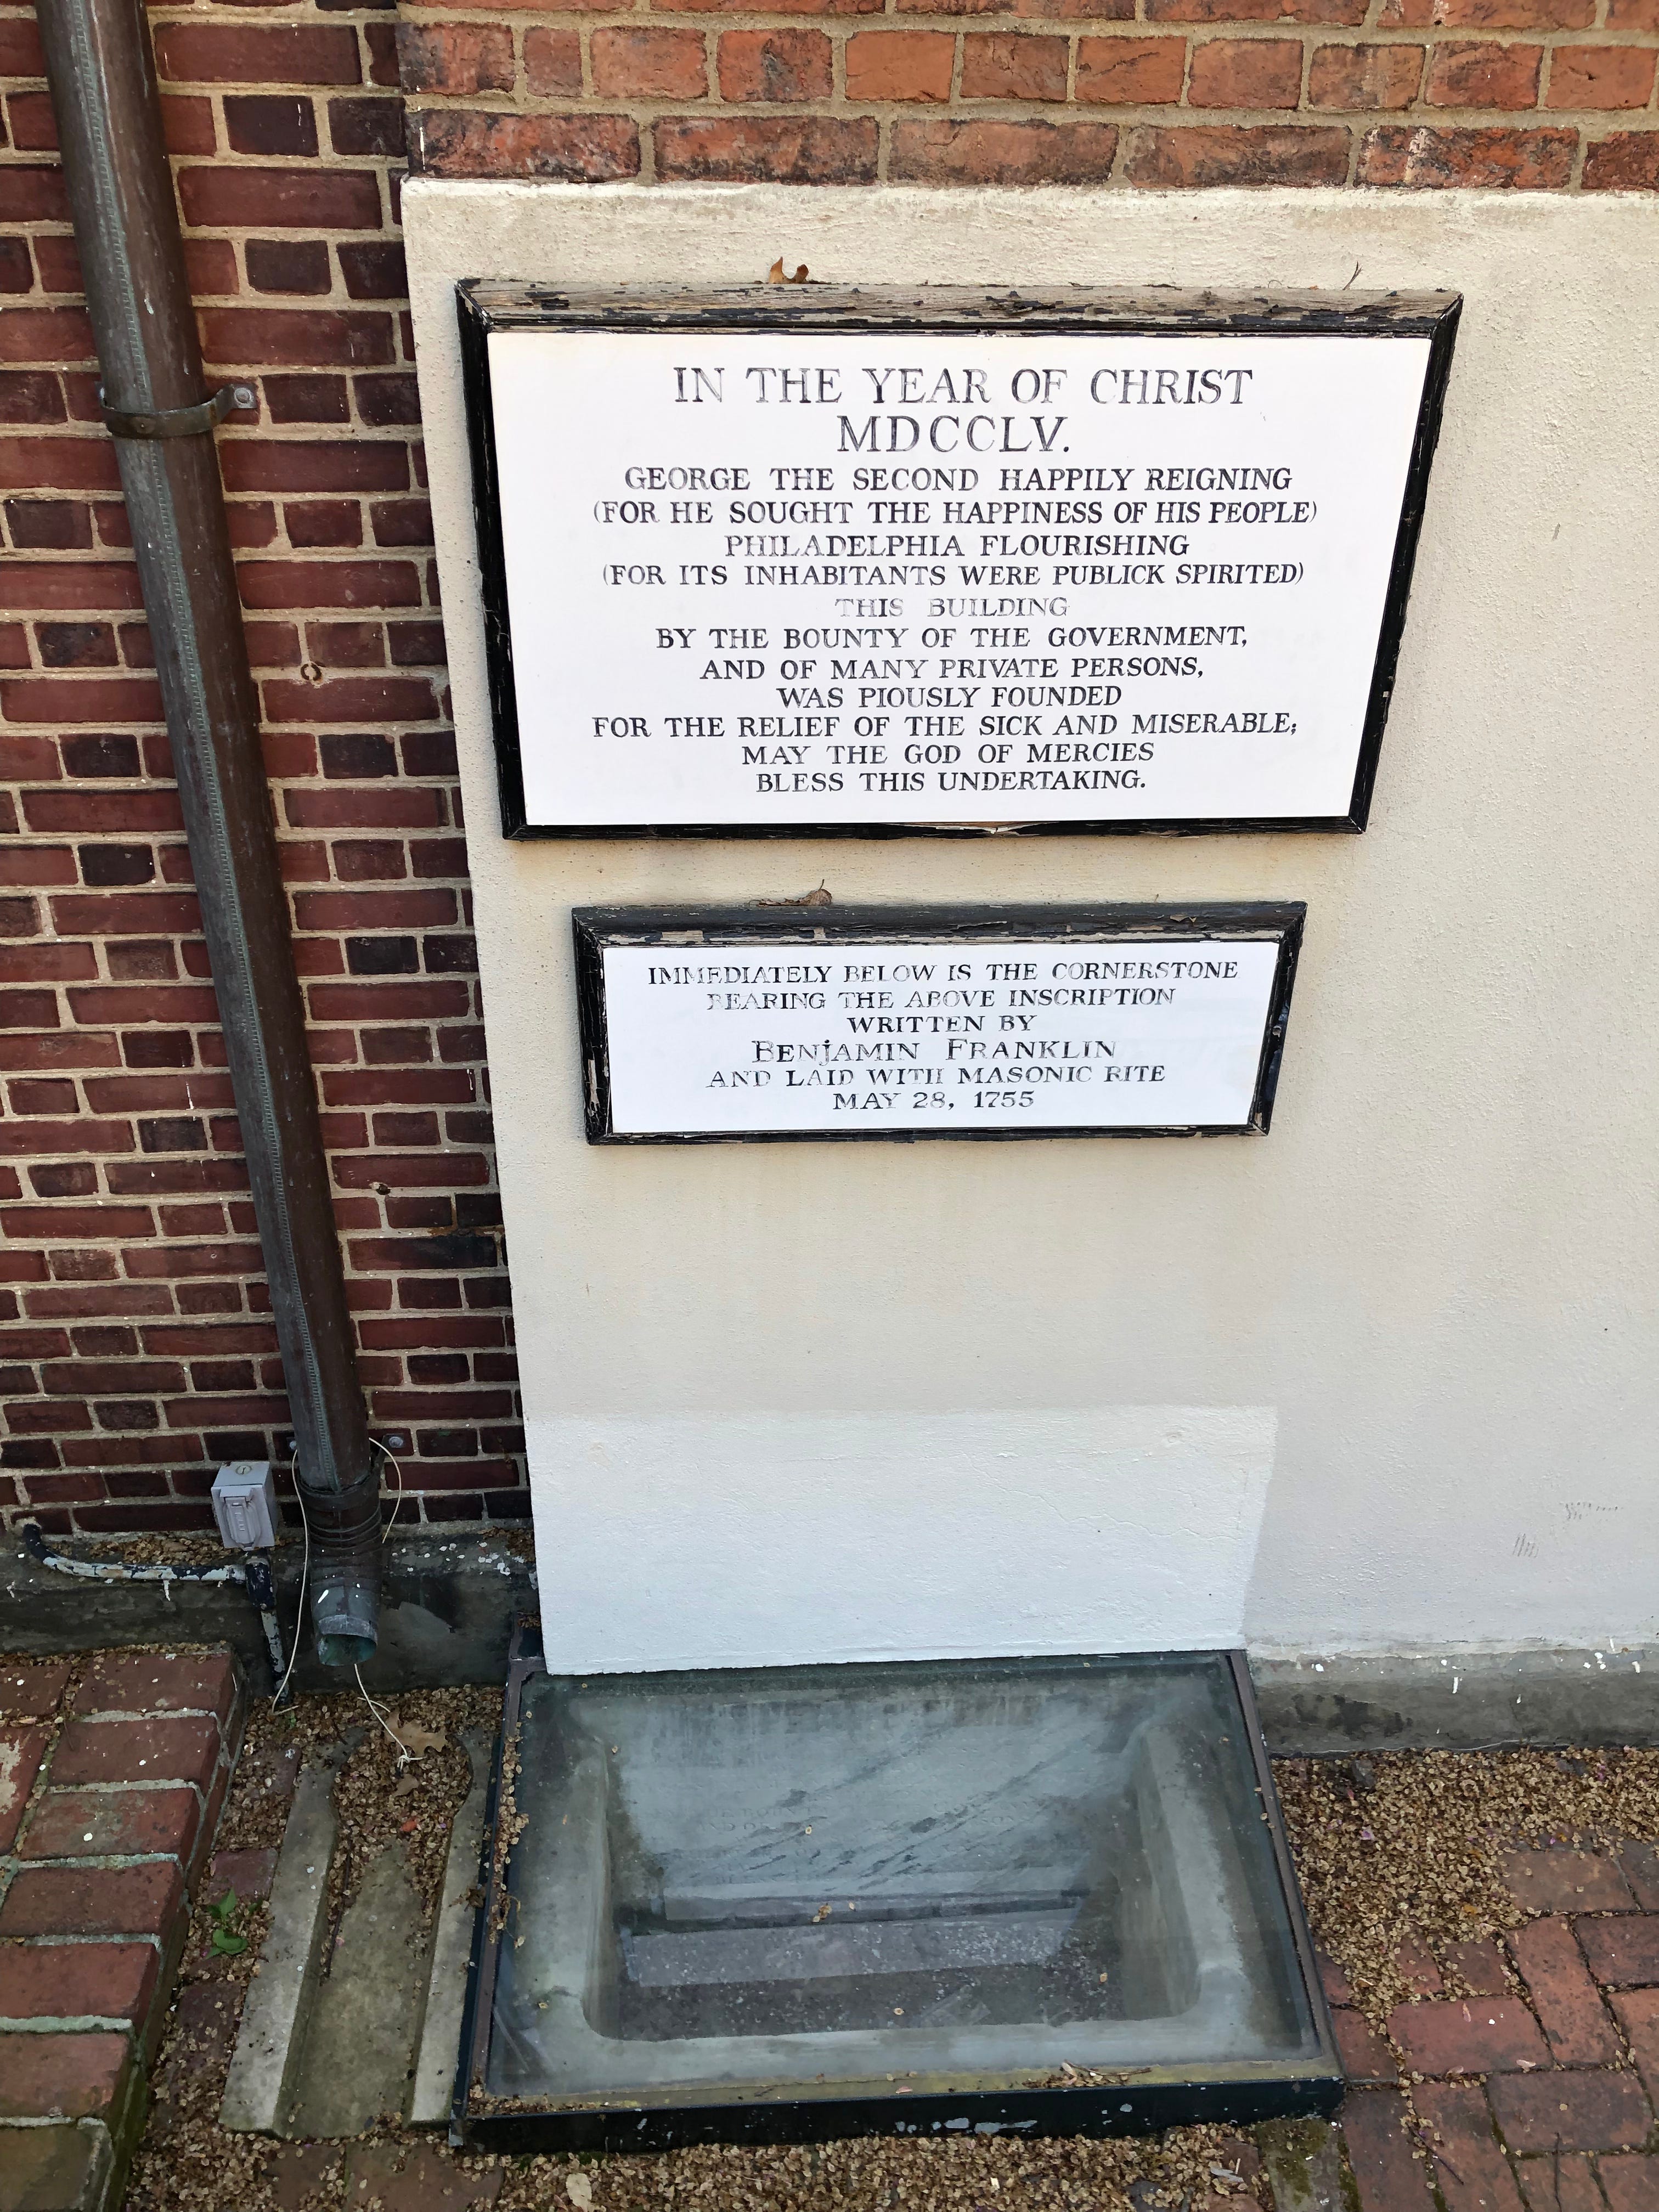 IN THE YEAR OF CHRIST
MDCCLV.
GEORGE THE SECOND HAPPILY REIGNING
(FOR HE SOUGHT THE HAPPINESS OF HIS PEOPLE)
PHILADELPHIA FLOURISHING
(FOR ITS INHABITANTS WERE PUBLICK SPIRITED)
THIS BUILDING
BY THE BOUNTY OF THE GOVERNMENT,
AND OF MANY PRIVATE PERSONS,
WAS PIOUSLY FOUNDED
FOR THE RELIEF OF THE SICK AND MISERABLE;
MAY THE GOD OF MERCIES
BLESS THIS UNDERTAKING.
IMMEDIATELY BELOW IS THE CORNERSTONE
BEARING THE ABOVE INSCRIPTION
WRITTEN BY
BENjAMIN FRANKLIN
AND LAID WITH MASONIC RITE
MAY 28, 1755